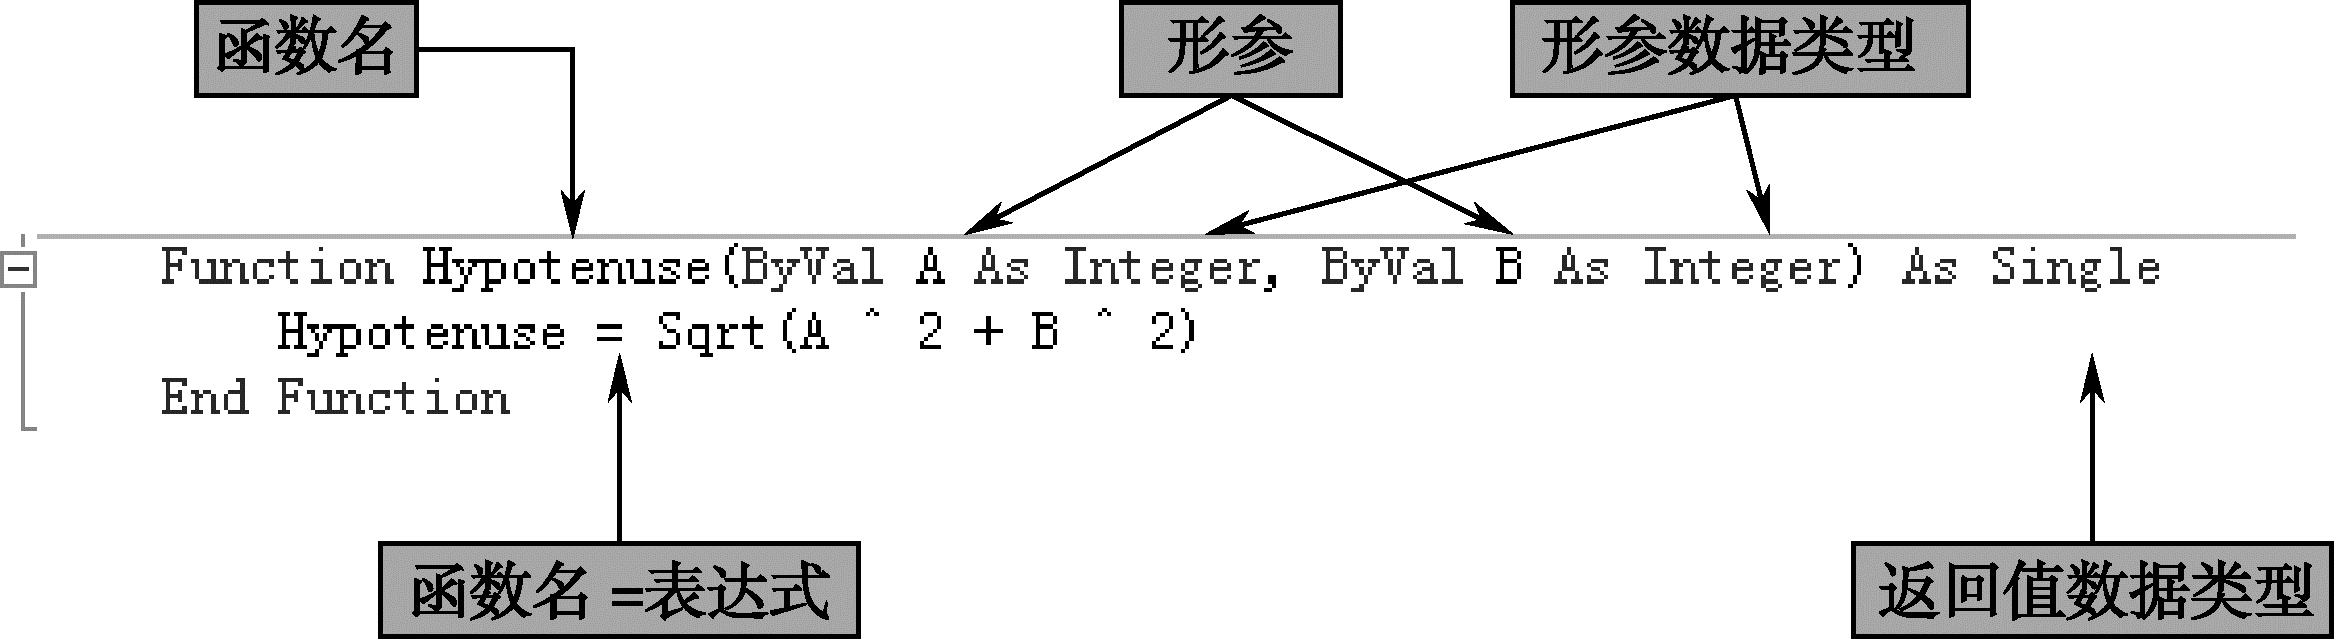 函数名
形参
形参数据类型
Function Hypotenuse(ByVal A As Integer, ByVal B As Integer) As Single
Hypotenuse = Sqrt(A ^ 2 + B ^ 2)
End Function
函数名=表达式
返回值数据类型